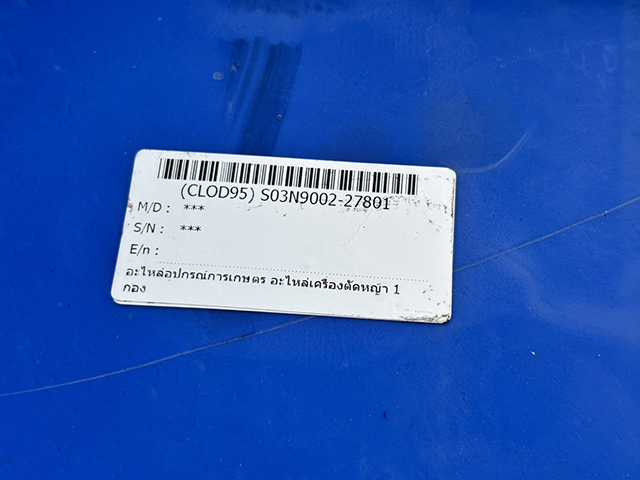 (CLOD95) S03N9002-27801
M/D : ***
S/N : ***
E/n :
อะไหล่อุปกรณ์การเกษตร อะไหล่เครื่องตัดหญ้า 1
กอง